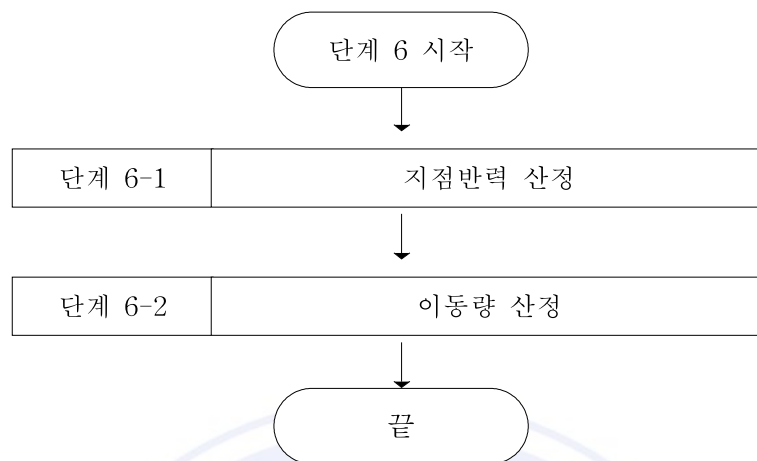 단계 6 시작
단계 6-1 지점반력 산정
단계 6-2 이동량 산정
끝